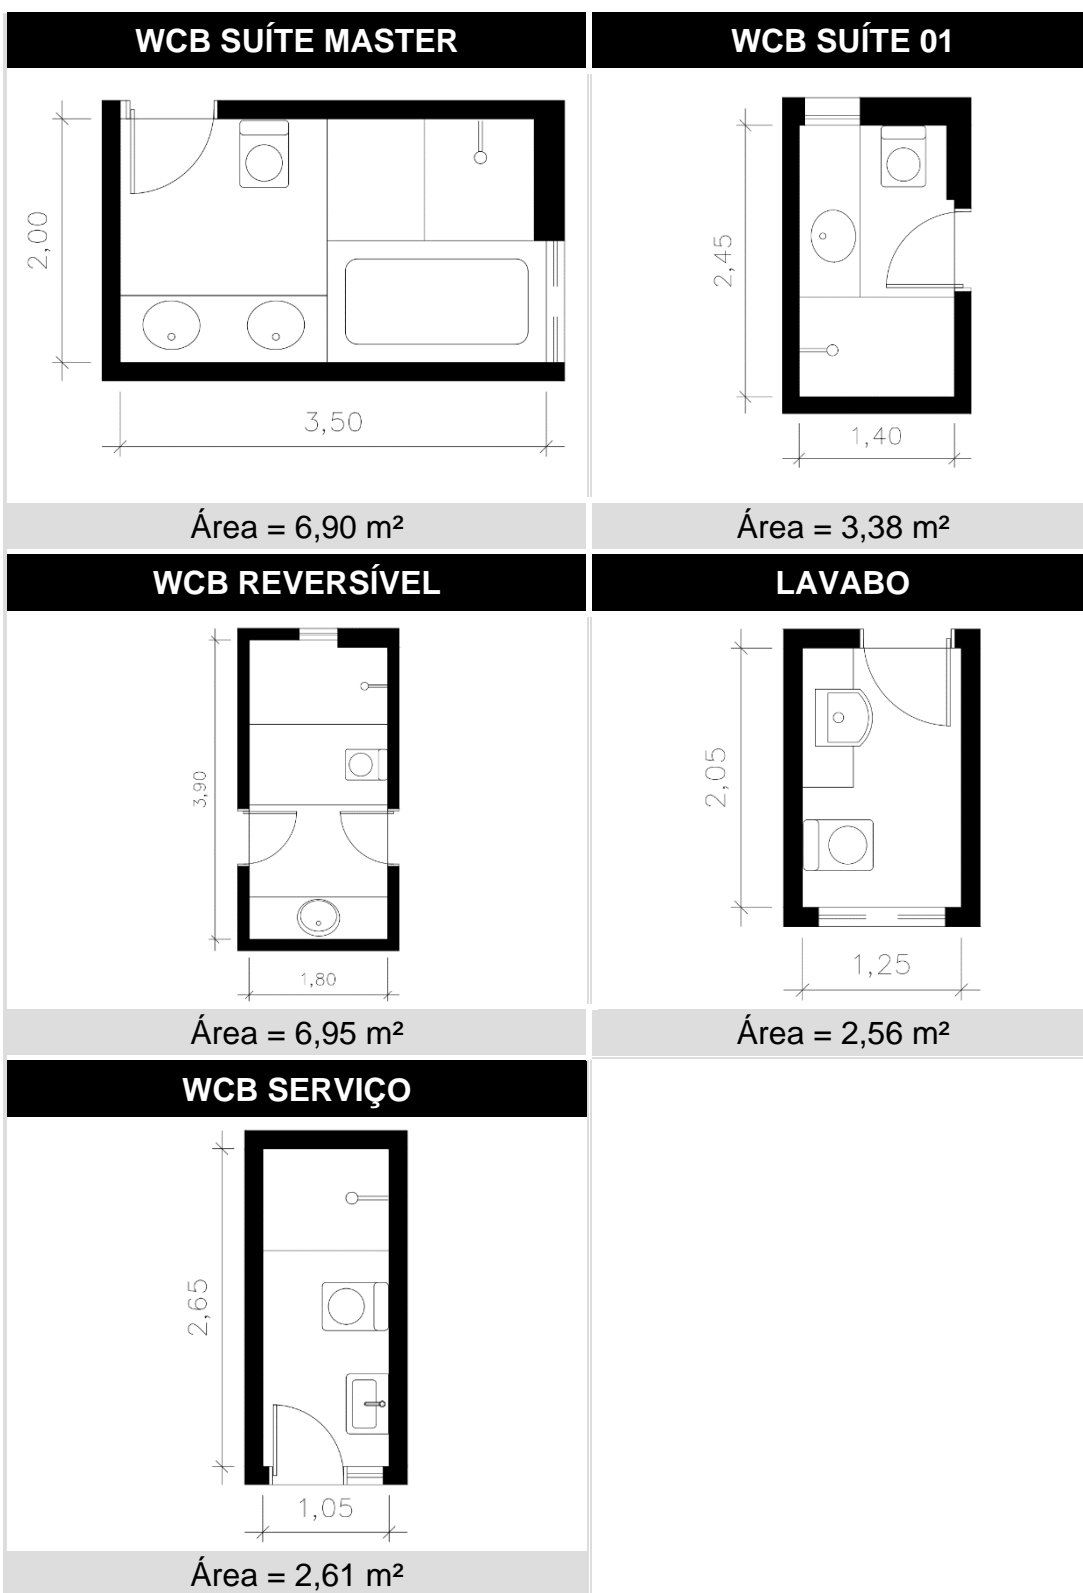 WCB SUÍTE MASTER
WCB SUÍTE 01
2,00
3,50
2,45
1,40
Área = 6,90 m²
Área = 3,38 m²
WCB REVERSÍVEL
LAVABO
3,90
1,80
2,05
1,25
Área = 6,95 m²
Área = 2,56 m²
WCB SERVIÇO
2,65
1,05
Área = 2,61 m²